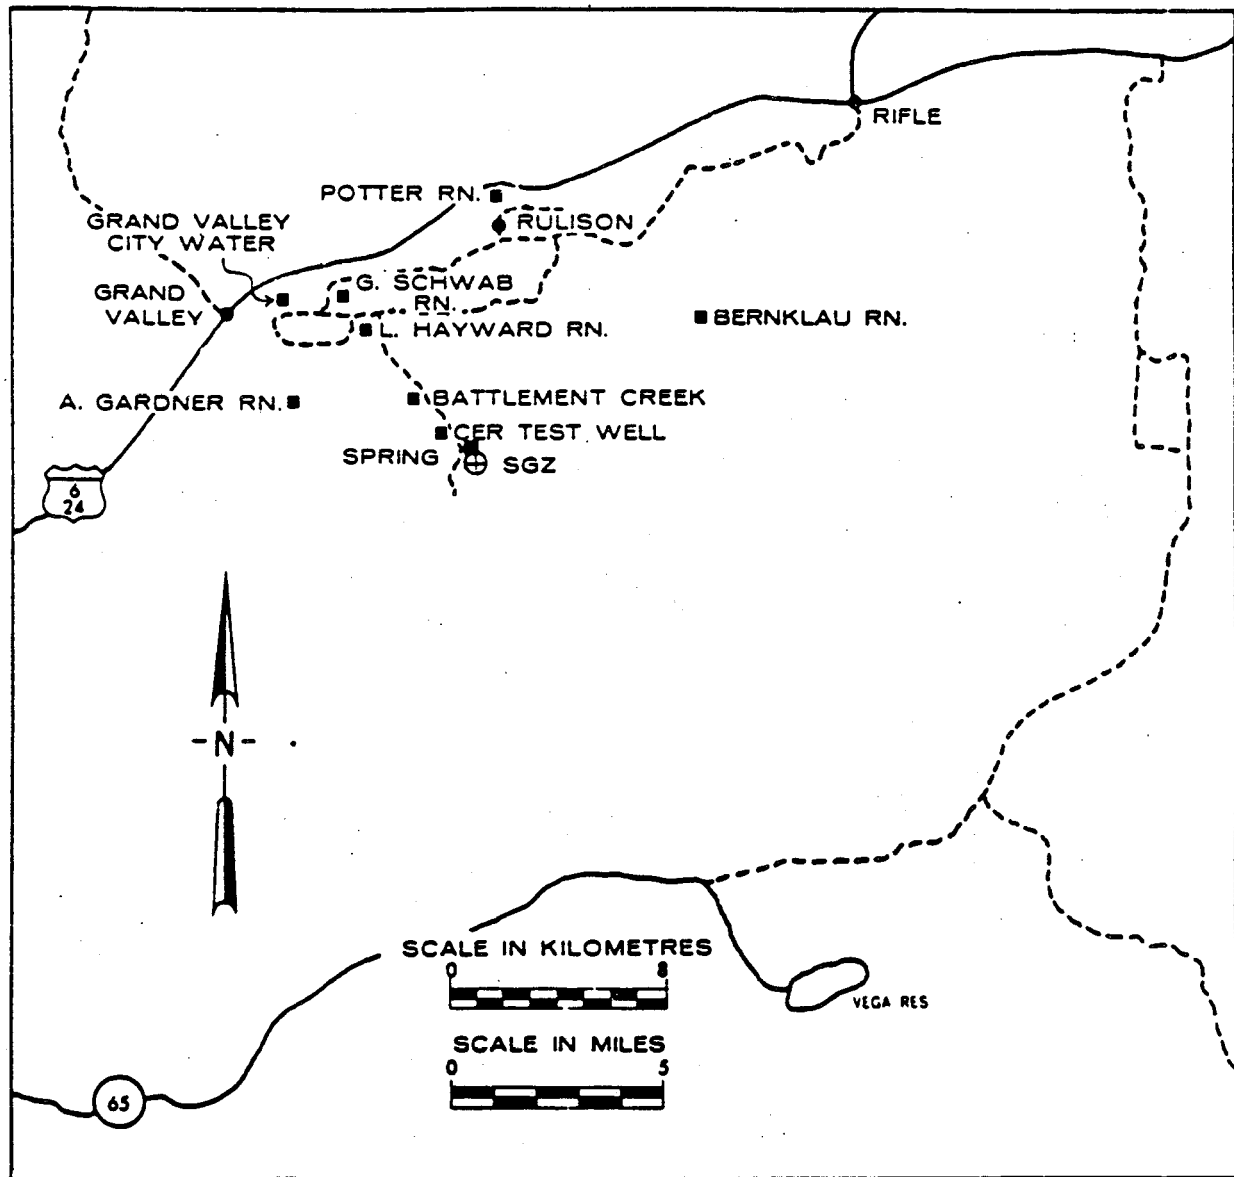 RIFLE
POTTER RN.
GRAND VALLEY
CITY WATER
RULISON
G. SCHWAB
RN.
GRAND
VALLEY
L. HAYWARD RN.
BERNKLAU RN.
A. GARDNER RN.
BATTLEMENT CREEK
CER TEST WELL
SPRING
SGZ
6
24
-N-
SCALE IN KILOMETRES
0 8
VEGA RES
SCALE IN MILES
0 5
65